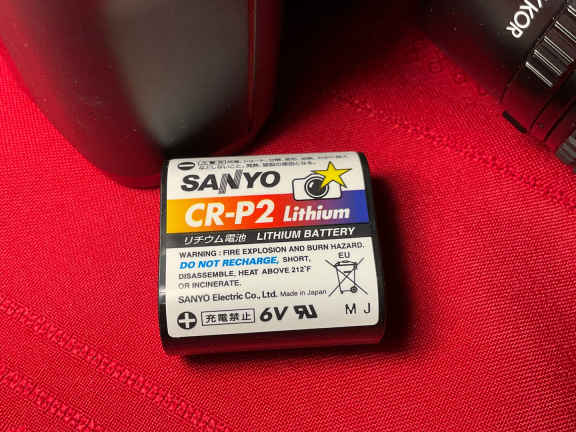 KKOR
SANYO
CR-P2 Lithium
リチウム電池 LITHIUM BATTERY
WARNING : FIRE EXPLOSION AND BURN HAZARD.
DO NOT RECHARGE, SHORT,
DISASSEMBLE, HEAT ABOVE 212°F
OR INCINERATE.
EU
SANYO Electric Co., Ltd. Made in Japan
充電禁止 6V
M J